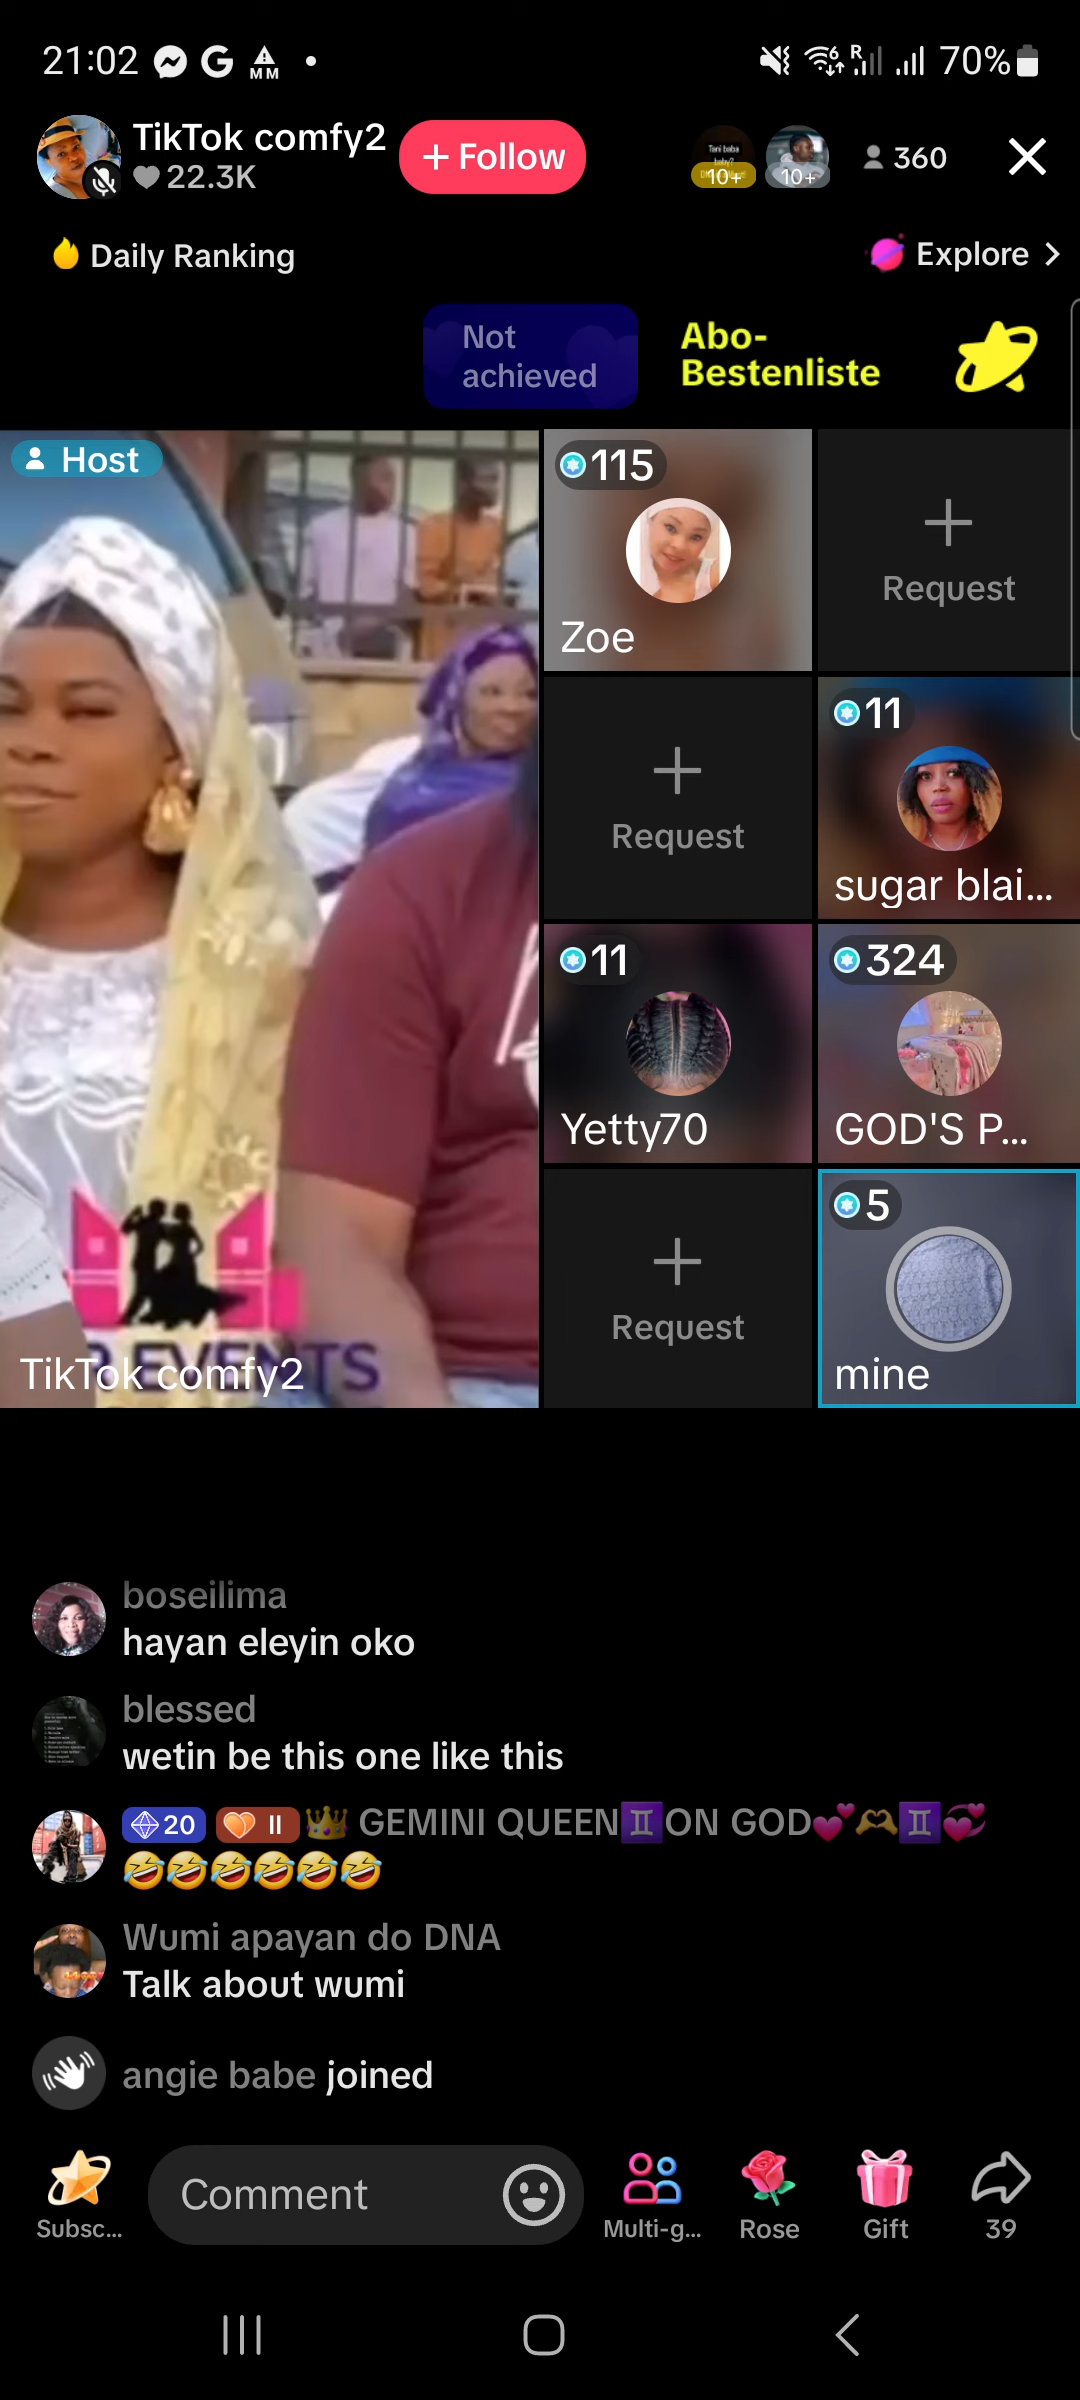 21:02
MM
R
70%
TikTok comfy2
22.3K
+ Follow
10+
10+
360
Daily Ranking
Explore
Not
achieved
Abo-
Bestenliste
Host
115
Zoe
Request
Request
11
sugar blai...
11
Yetty70
324
GOD'S P...
Request
5
mine
EVENTS
TikTok comfy2
boseilima
hayan eleyin oko
blessed
wetin be this one like this
20 II 👑 GEMINI QUEEN♊ON GOD💕🫶♊💞
🤣🤣🤣🤣🤣🤣
Wumi apayan do DNA
Talk about wumi
angie babe joined
Comment
Subsc...
Multi-g...
Rose
Gift
39